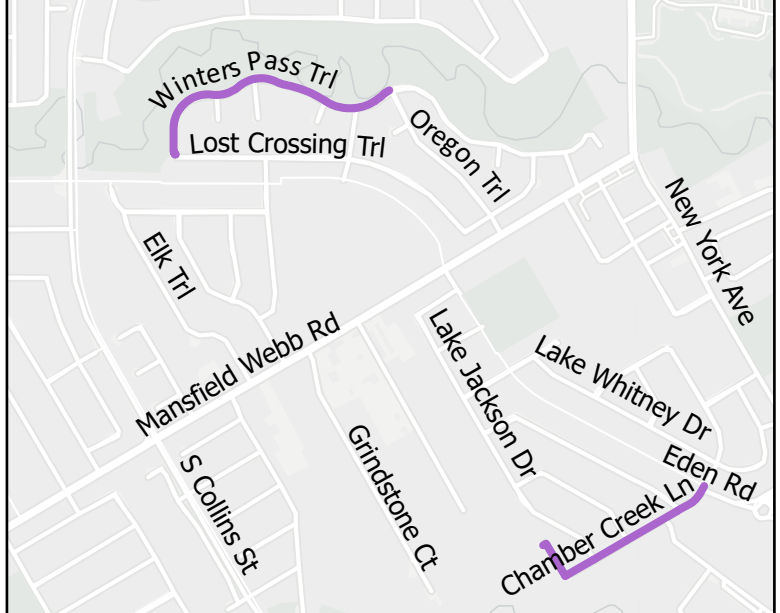 Winters Pass Trl
Lost Crossing Trl
Oregon Trl
New York Ave
Elk Trl
Mansfield Webb Rd
Lake Jackson Dr
Lake Whitney Dr
Grindstone Ct
S Collins St
Eden Rd
Chamber Creek Ln